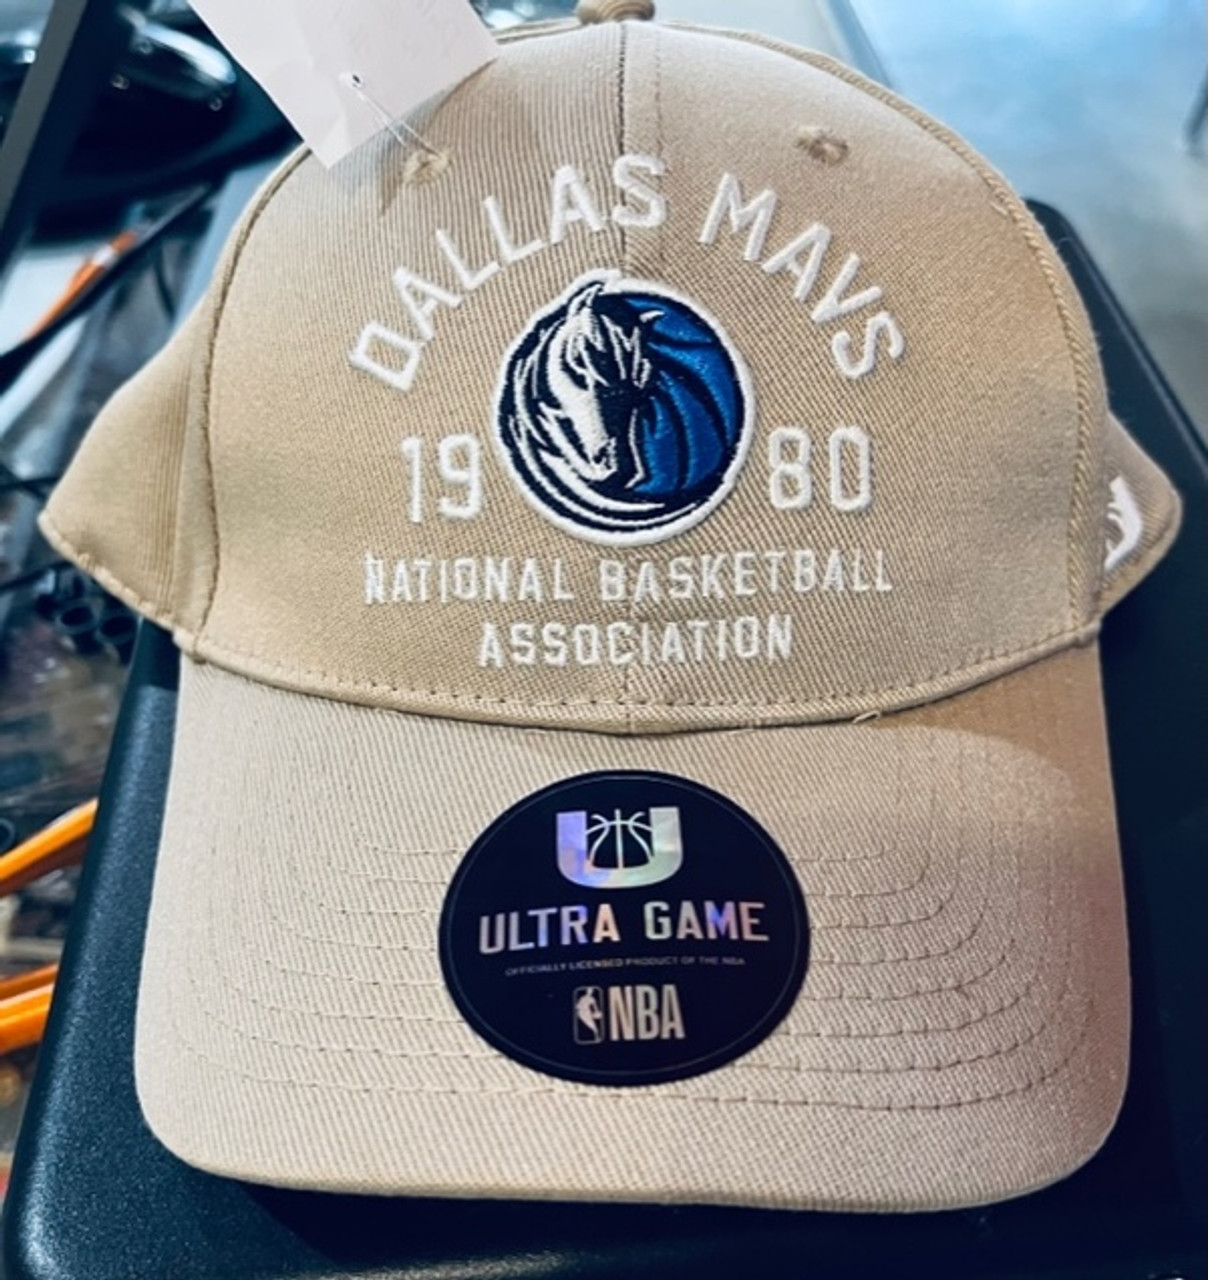 DALLAS MAVS
19 80
NATIONAL BASKETBALL
ASSOCIATION
U
ULTRA GAME
OFFICIALLY LICENSED PRODUCT OF THE NBA
NBA